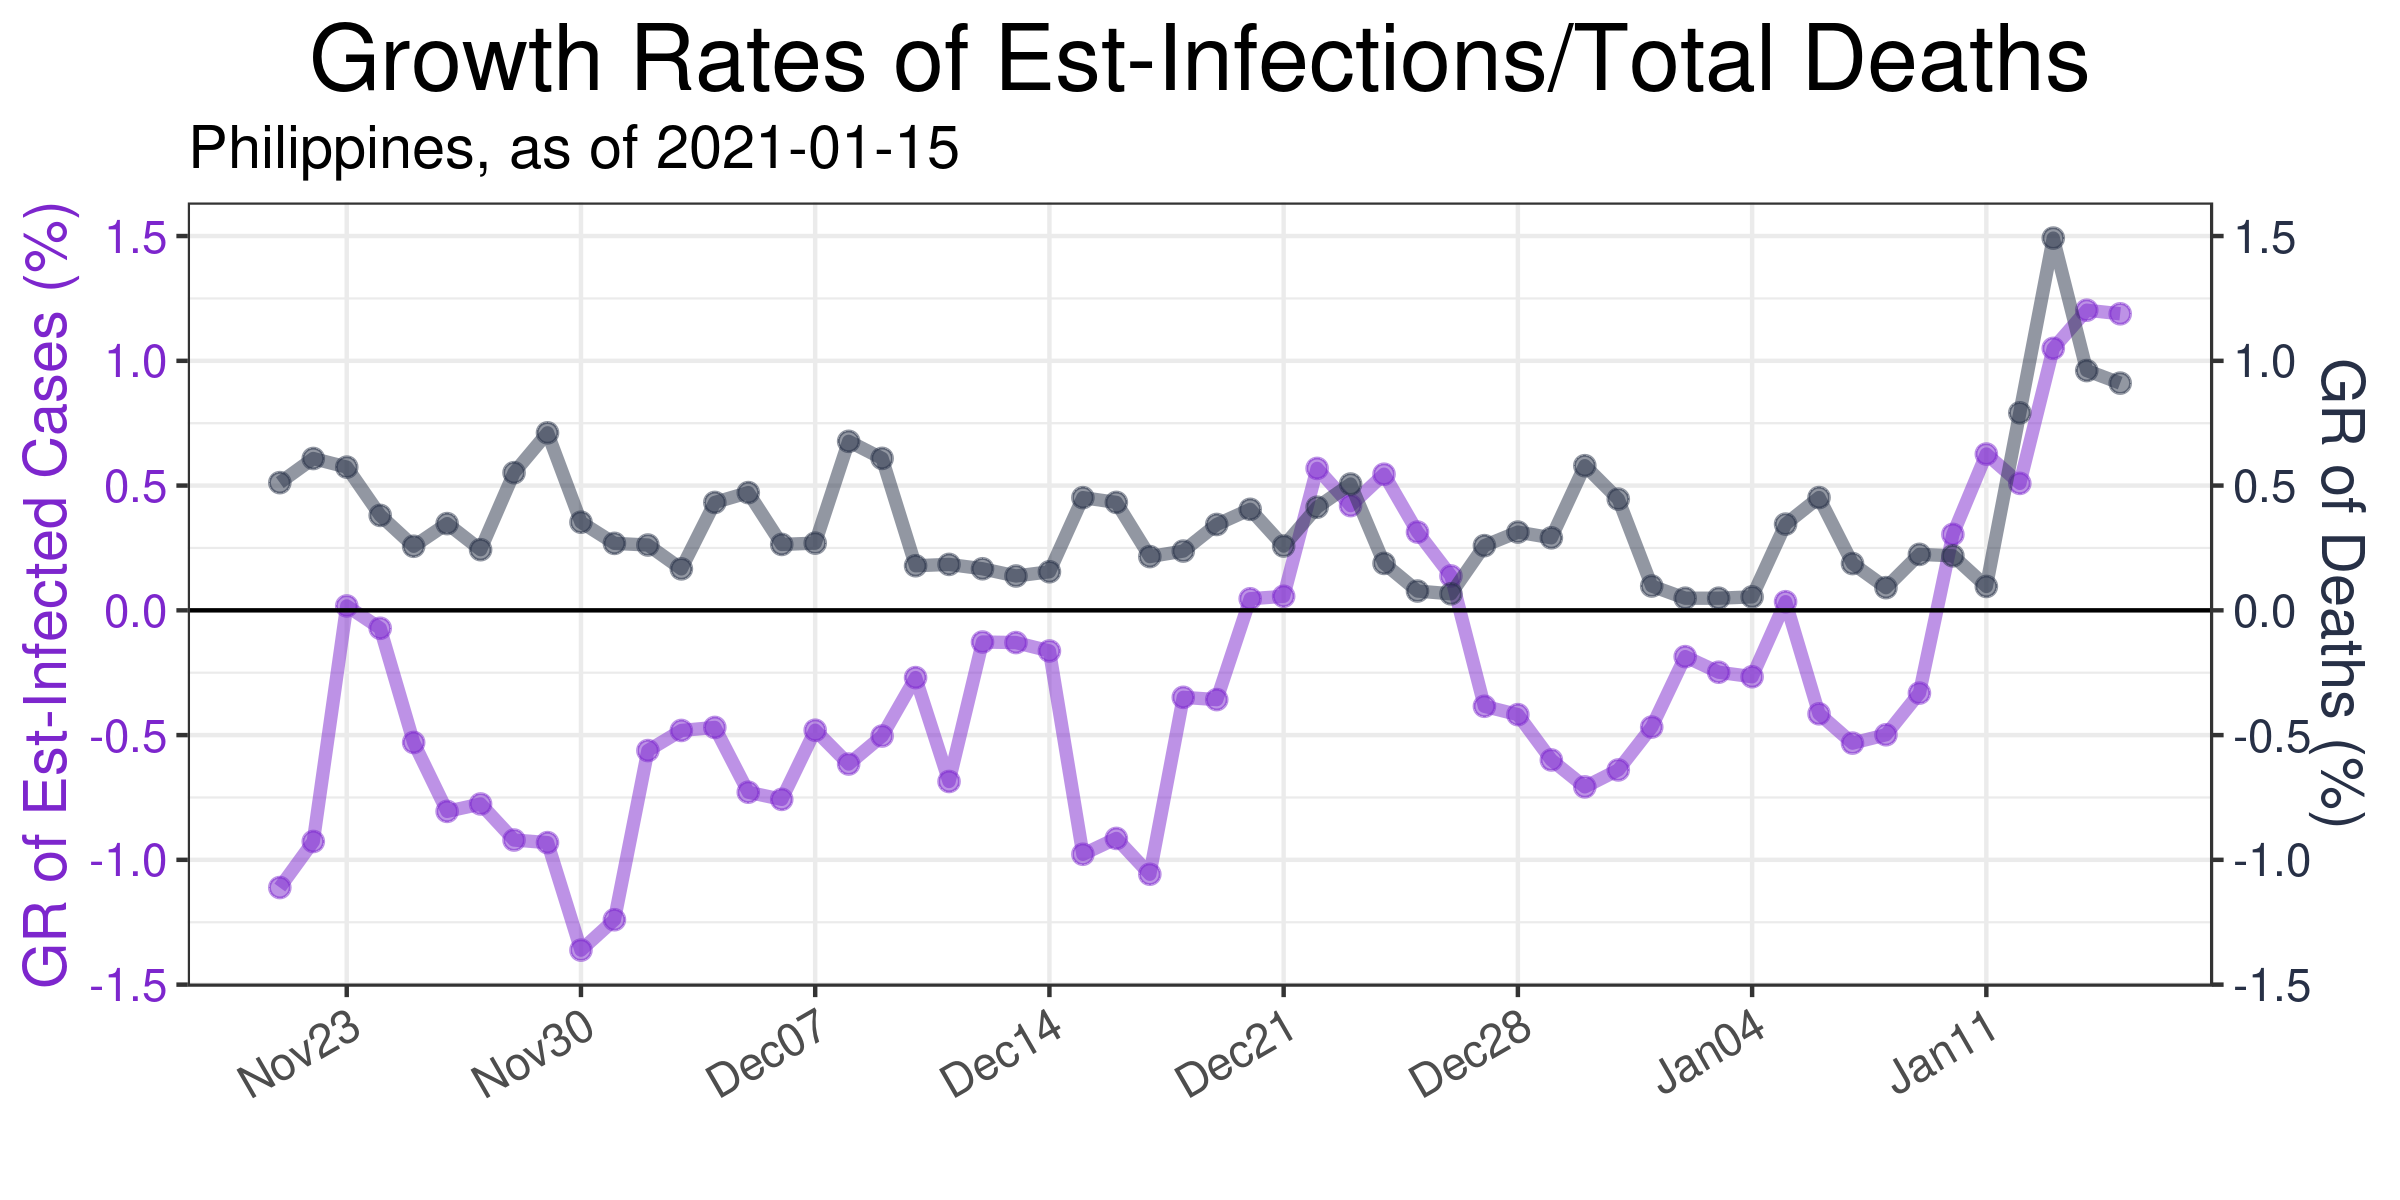 Growth Rates of Est-Infections/Total Deaths
Philippines, as of 2021-01-15
GR of Est-Infected Cases (%)
1.5
1.0
0.5
0.0
-0.5
-1.0
-1.5
1.5
1.0
0.5
0.0
-0.5
-1.0
-1.5
GR of Deaths (%)
Nov23 Nov30 Dec07 Dec14 Dec21 Dec28 Jan04 Jan11